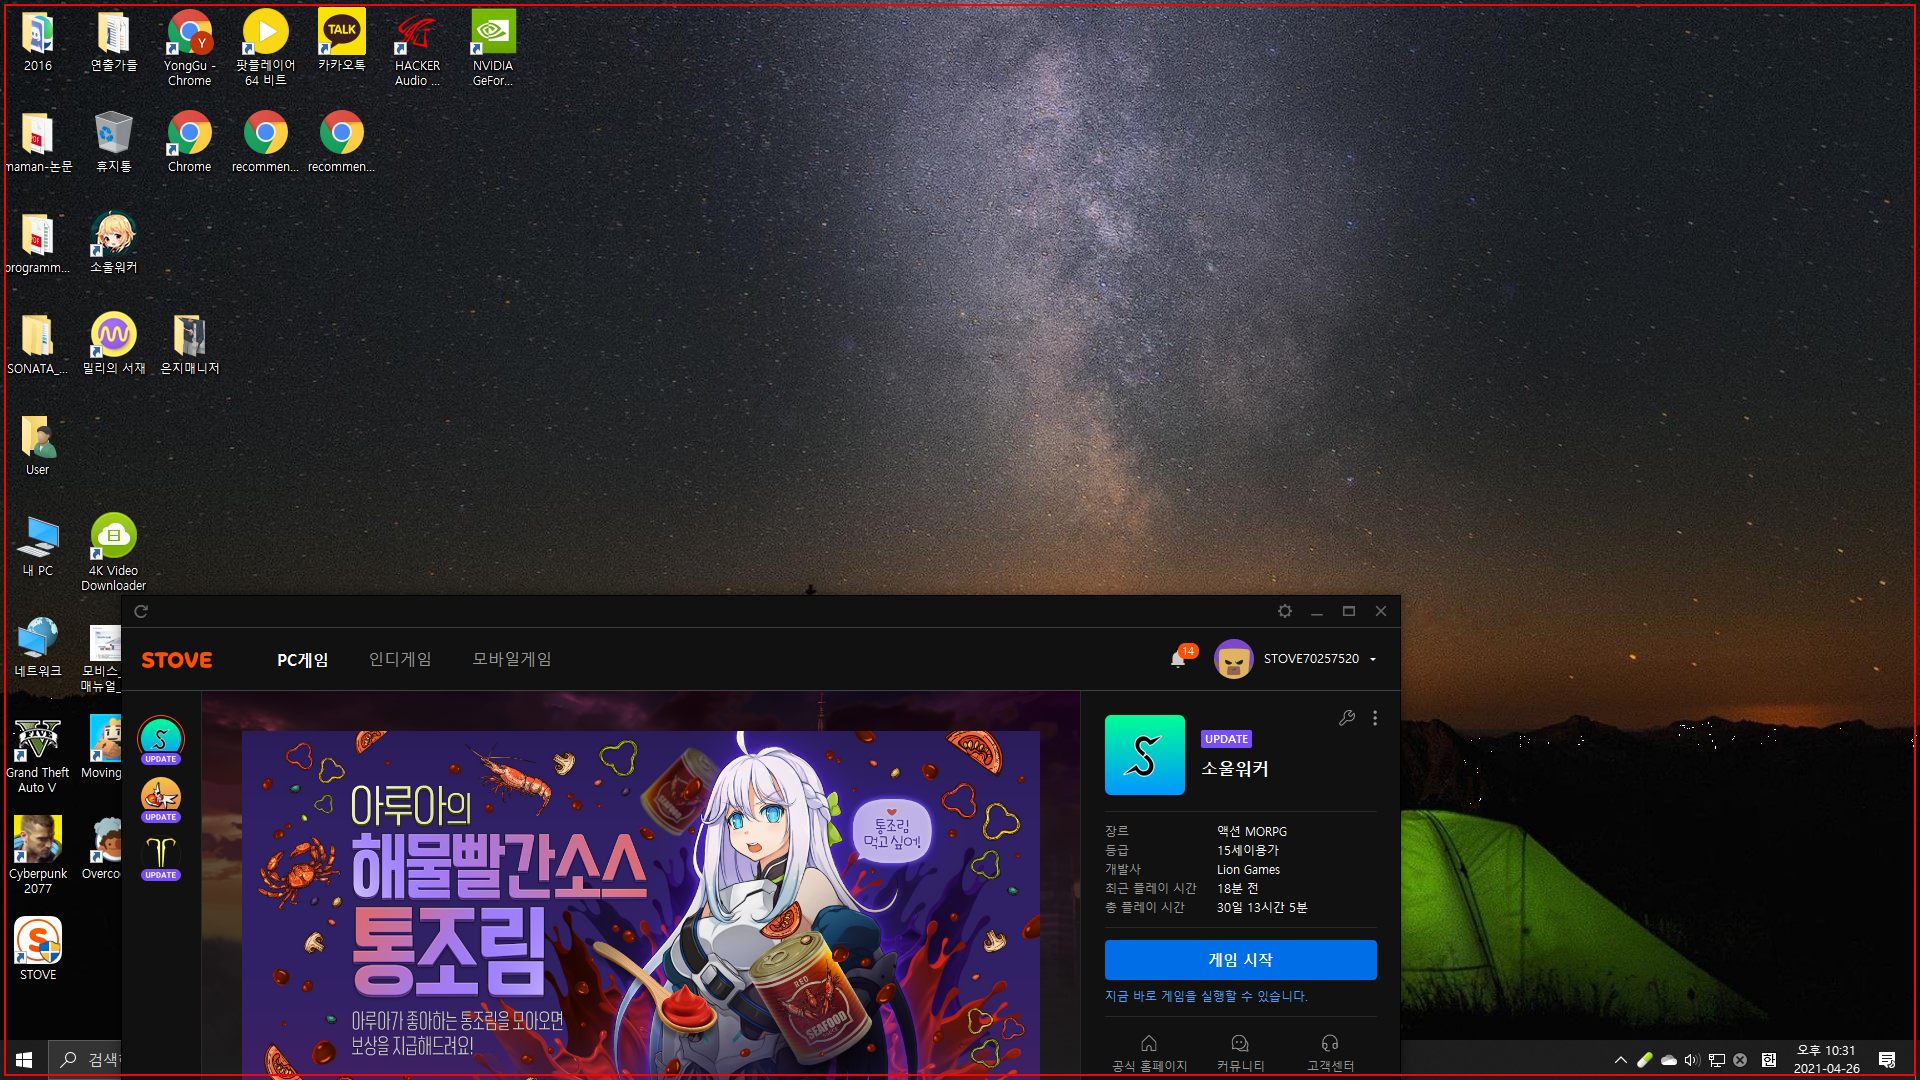 2016
연출가들
YongGu - Chrome
팟플레이어 64 비트
TALK
카카오톡
HACKER Audio ...
NVIDIA GeFor...
maman-논문
휴지통
Chrome
recommen...
recommen...
programm...
소울워커
SONATA_...
밀리의 서재
은지매니저
User
내 PC
4K Video Downloader
네트워크
모비스_
매뉴얼_
Grand Theft Auto V
Moving
Cyberpunk 2077
Overco
STOVE
STOVE
PC게임
인디게임
모바일게임
14
STOVE70257520
UPDATE
UPDATE
UPDATE
아루아의
해물빨간소스
통조림
아루아가 좋아하는 통조림을 모아오면
보상을 지급해드려요!
통조림
먹고싶어!
RED
SEAFOOD
UPDATE
소울워커
장르 액션 MORPG
등급 15세이용가
개발사 Lion Games
최근 플레이 시간 18분 전
총 플레이 시간 30일 13시간 5분
게임 시작
지금 바로 게임을 실행할 수 있습니다.
공식 홈페이지
커뮤니티
고객센터
검색
한
오후 10:31
2021-04-26